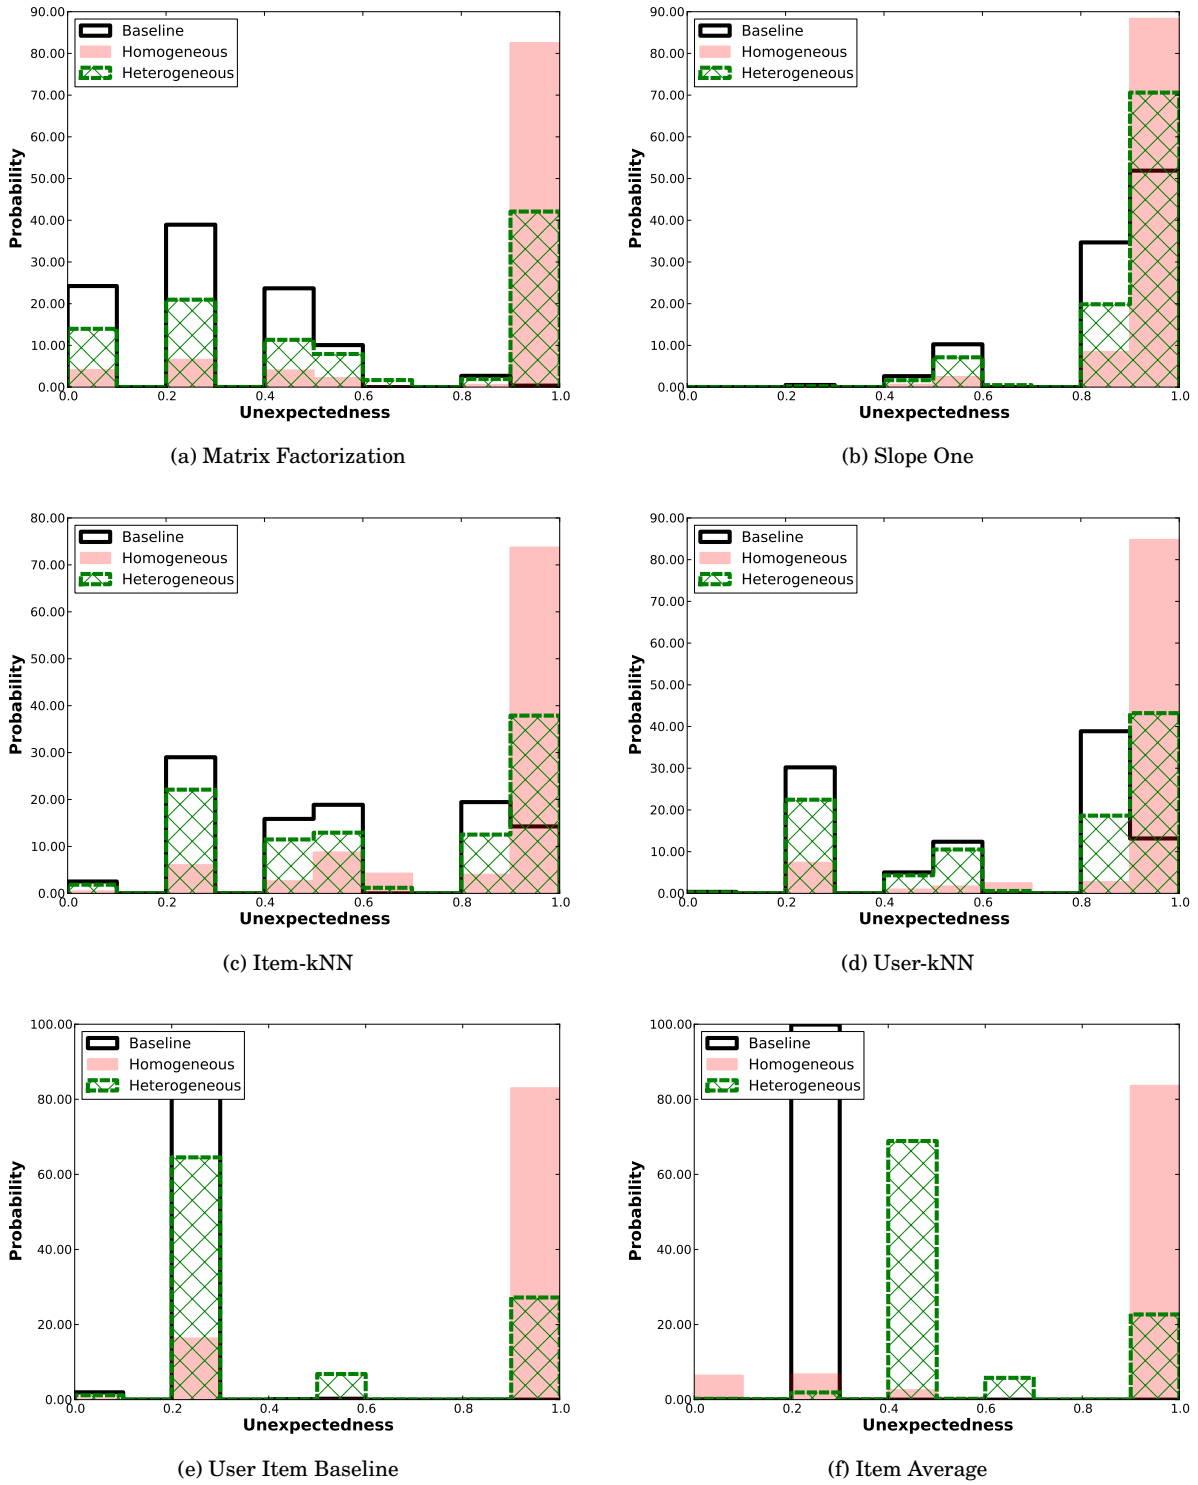 90.00
80.00
70.00
60.00
50.00
40.00
30.00
20.00
10.00
0.00
Probability
Baseline
Homogeneous
Heterogeneous
0.0 0.2 0.4 0.6 0.8 1.0
Unexpectedness
(a) Matrix Factorization
90.00
80.00
70.00
60.00
50.00
40.00
30.00
20.00
10.00
0.00
Probability
Baseline
Homogeneous
Heterogeneous
0.0 0.2 0.4 0.6 0.8 1.0
Unexpectedness
(b) Slope One
80.00
70.00
60.00
50.00
40.00
30.00
20.00
10.00
0.00
Probability
Baseline
Homogeneous
Heterogeneous
0.0 0.2 0.4 0.6 0.8 1.0
Unexpectedness
(c) Item-kNN
90.00
80.00
70.00
60.00
50.00
40.00
30.00
20.00
10.00
0.00
Probability
Baseline
Homogeneous
Heterogeneous
0.0 0.2 0.4 0.6 0.8 1.0
Unexpectedness
(d) User-kNN
100.00
80.00
60.00
40.00
20.00
0.00
Probability
Baseline
Homogeneous
Heterogeneous
0.0 0.2 0.4 0.6 0.8 1.0
Unexpectedness
(e) User Item Baseline
100.00
80.00
60.00
40.00
20.00
0.00
Probability
Baseline
Homogeneous
Heterogeneous
0.0 0.2 0.4 0.6 0.8 1.0
Unexpectedness
(f) Item Average